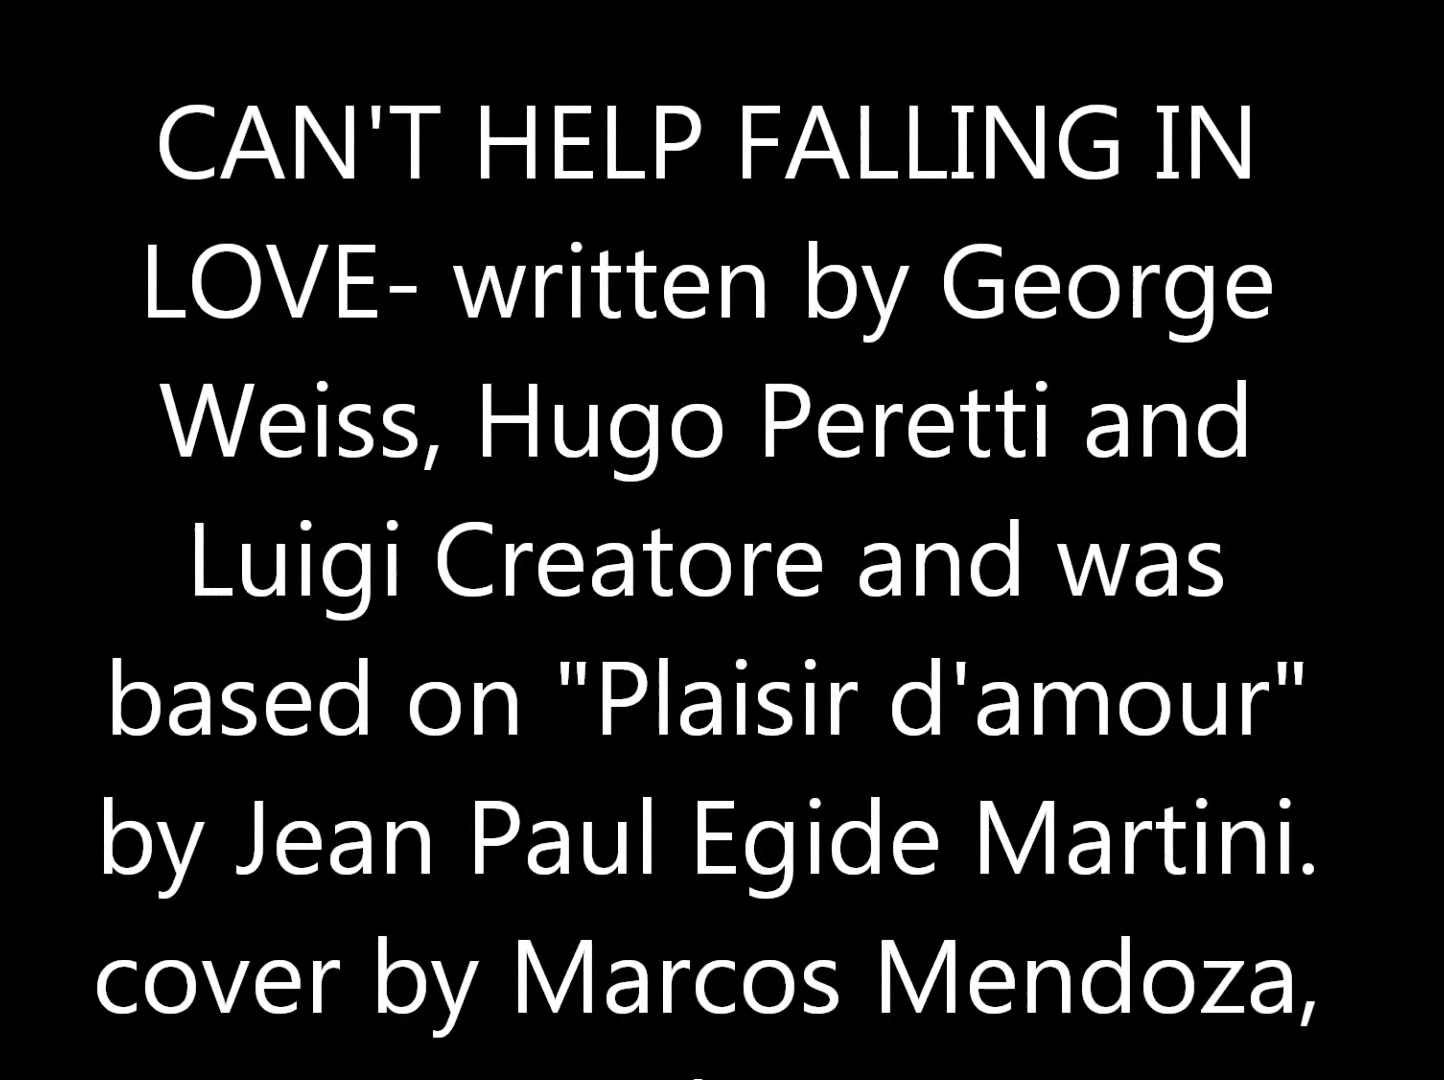 CAN'T HELP FALLING IN
LOVE- written by George
Weiss, Hugo Peretti and
Luigi Creatore and was
based on "Plaisir d'amour"
by Jean Paul Egide Martini.
cover by Marcos Mendoza,